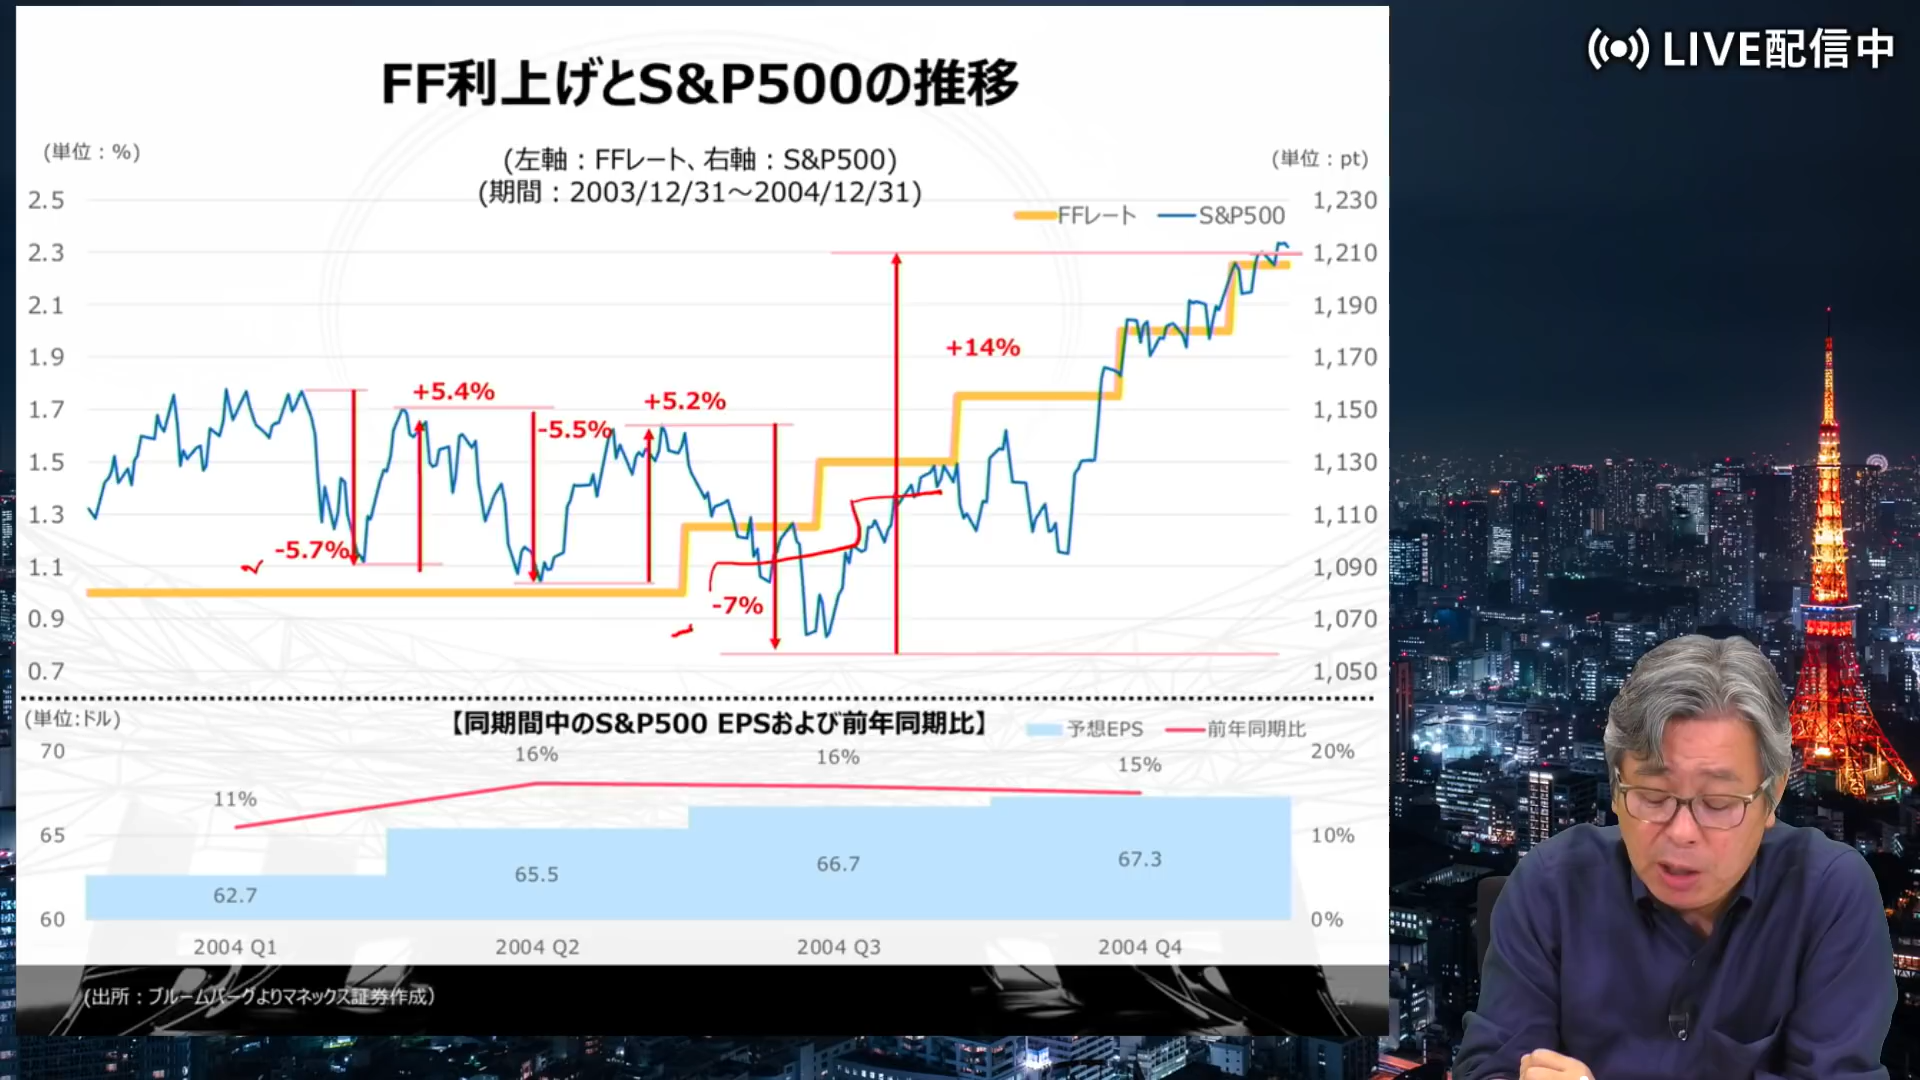 LIVE配信中
FF利上げとS&P500の推移
(単位：%)
(左軸：FFレート、右軸：S&P500)
(単位：pt)
(期間：2003/12/31～2004/12/31)
FFレート S&P500
2.5
2.3
2.1
1.9
1.7
1.5
1.3
1.1
0.9
0.7
1,230
1,210
1,190
1,170
1,150
1,130
1,110
1,090
1,070
1,050
-5.7%
+5.4%
-5.5%
+5.2%
-7%
+14%
(単位:ドル)
【同期間中のS&P500 EPSおよび前年同期比】
予想EPS 前年同期比
70
65
60
20%
10%
0%
11%
16%
16%
15%
62.7
65.5
66.7
67.3
2004 Q1
2004 Q2
2004 Q3
2004 Q4
(出所：ブルームバーグよりマネックス証券作成)
27